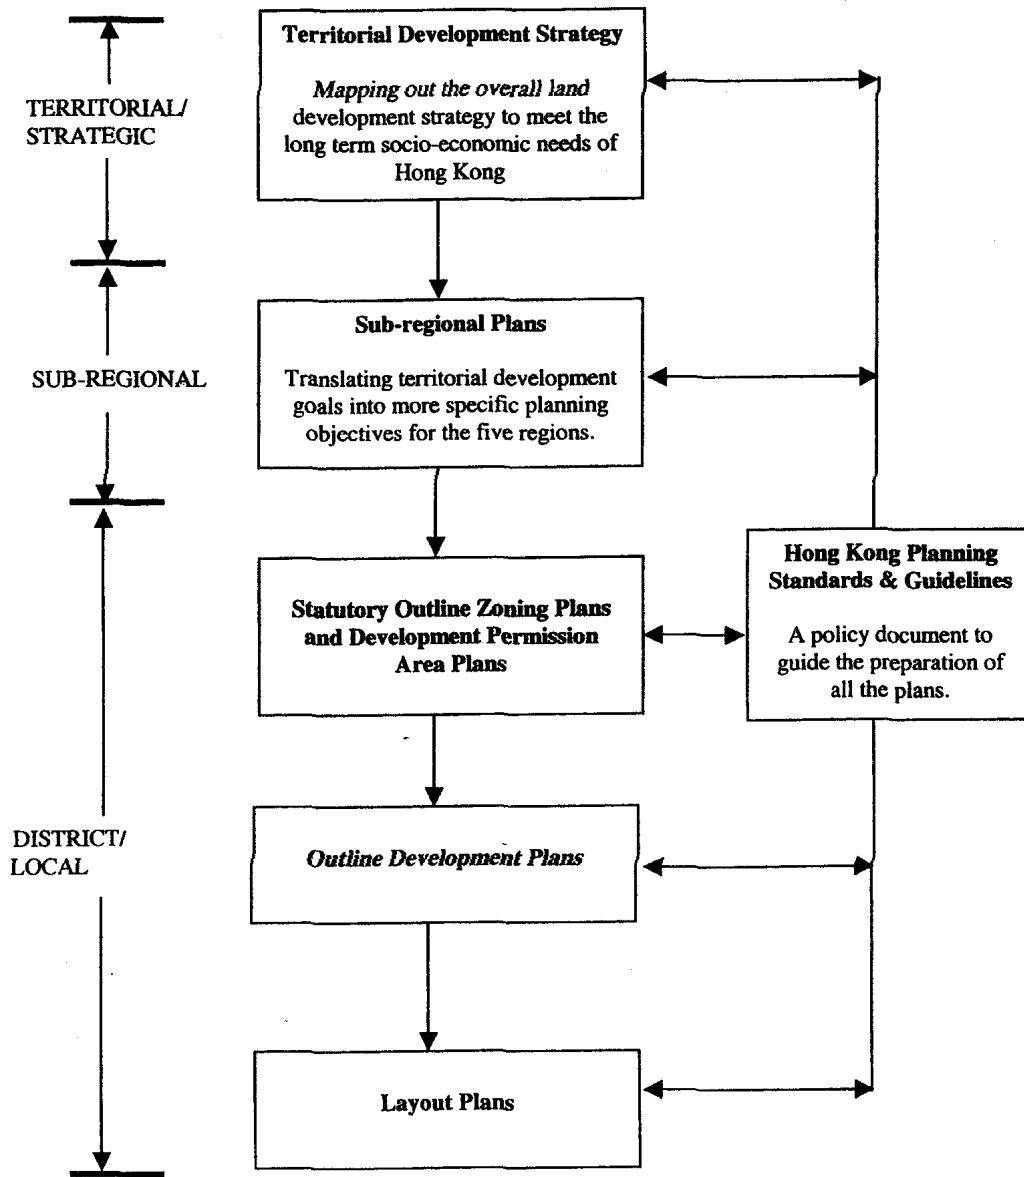 Territorial Development Strategy
Mapping out the overall land
development strategy to meet the
long term socio-economic needs of
Hong Kong
TERRITORIAL/
STRATEGIC
Sub-regional Plans
Translating territorial development
goals into more specific planning
objectives for the five regions.
SUB-REGIONAL
Statutory Outline Zoning Plans
and Development Permission
Area Plans
Hong Kong Planning
Standards & Guidelines
A policy document to
guide the preparation of
all the plans.
DISTRICT/
LOCAL
Outline Development Plans
Layout Plans